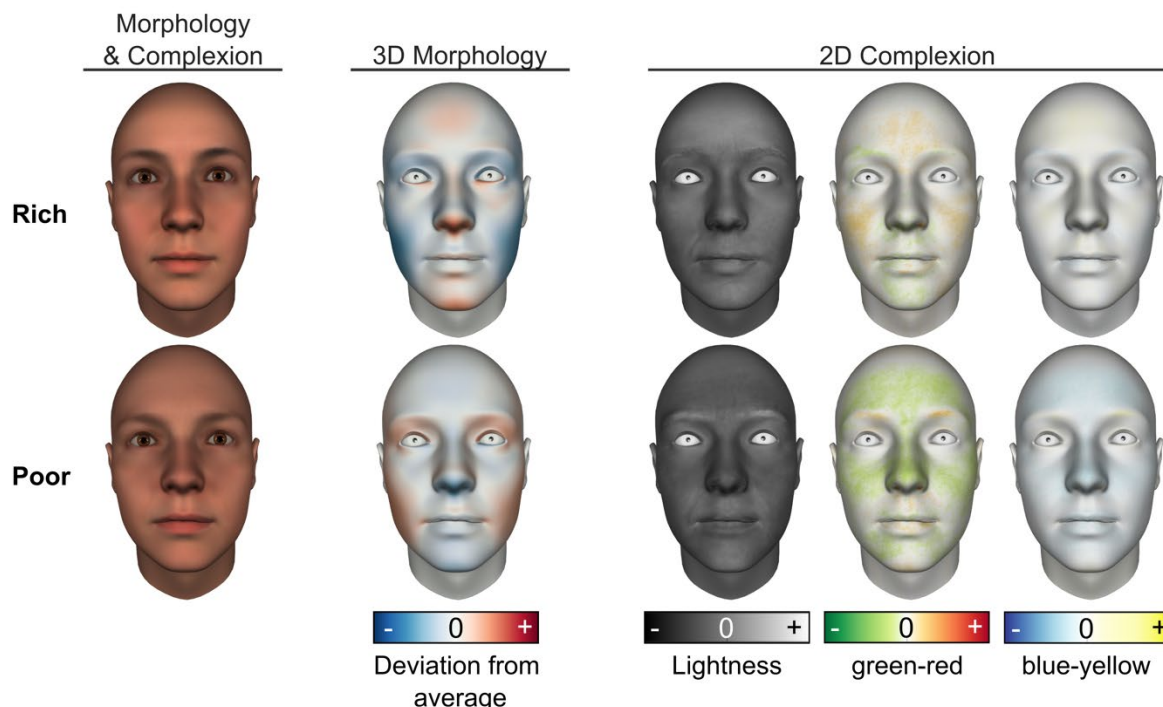 Morphology
& Complexion
3D Morphology
2D Complexion
Rich
Poor
- 0 +
Deviation from
average
- 0 +
Lightness
- 0 +
green-red
- 0 +
blue-yellow